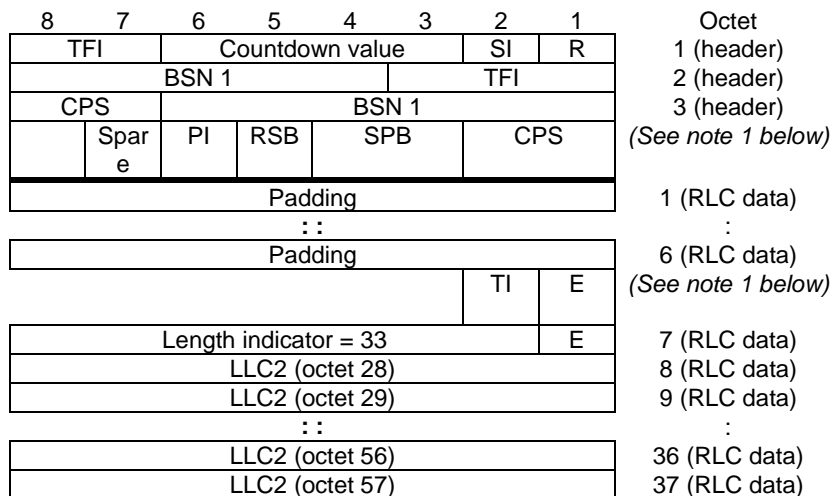 8 7 6 5 4 3 2 1 Octet
TFI Countdown value SI R 1 (header)
BSN 1 TFI 2 (header)
CPS BSN 1 3 (header)
Spar
e PI RSB SPB CPS (See note 1 below)
Padding 1 (RLC data)
: : :
Padding 6 (RLC data)
TI E (See note 1 below)
Length indicator = 33 E 7 (RLC data)
LLC2 (octet 28) 8 (RLC data)
LLC2 (octet 29) 9 (RLC data)
: : :
LLC2 (octet 56) 36 (RLC data)
LLC2 (octet 57) 37 (RLC data)